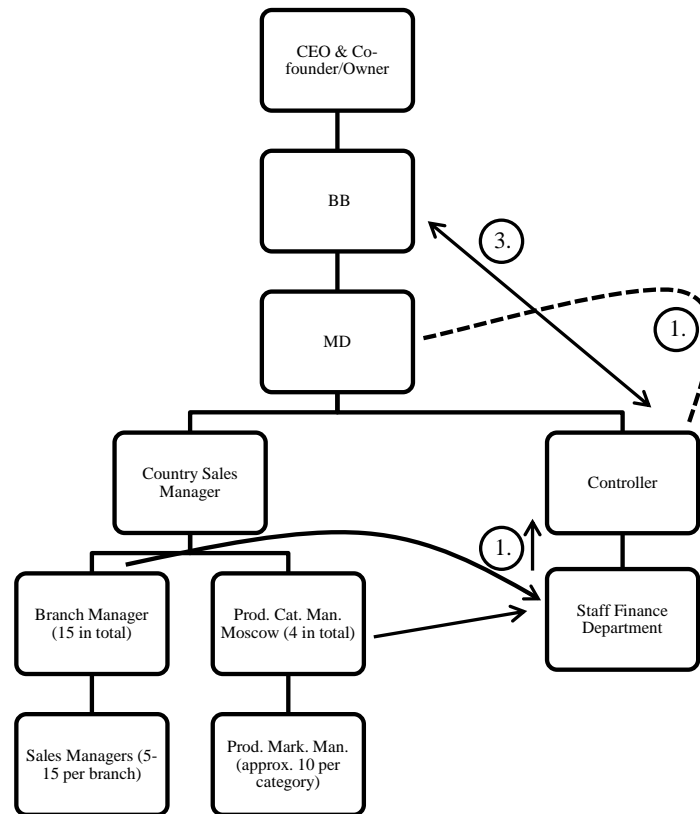 CEO & Co-
founder/Owner
BB
3.
MD
1.
Country Sales
Manager
Controller
1.
Branch Manager
(15 in total)
Prod. Cat. Man.
Moscow (4 in total)
Staff Finance
Department
Sales Managers (5-
15 per branch)
Prod. Mark. Man.
(approx. 10 per
category)